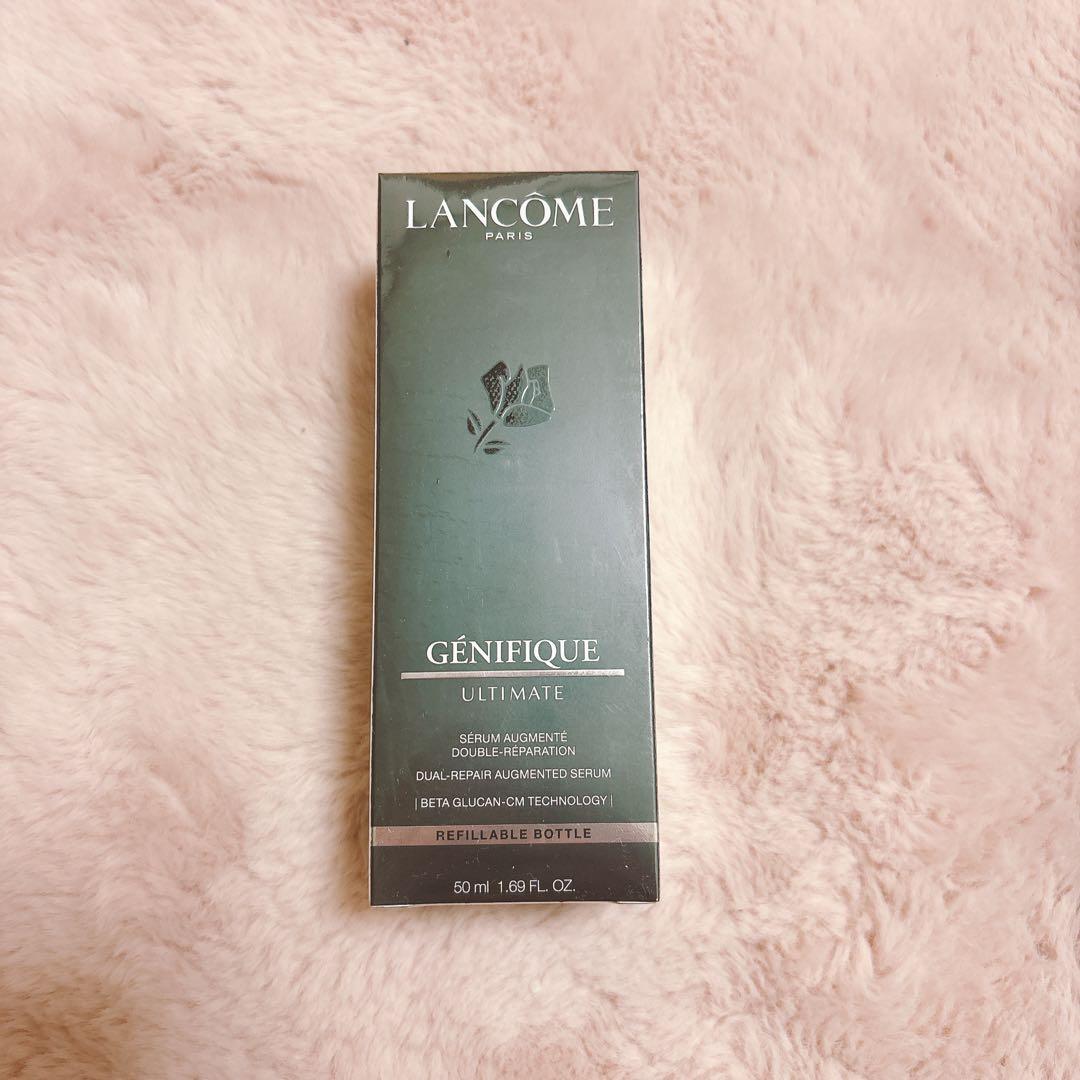 LANCÔME
PARIS
GÉNIFIQUE
ULTIMATE
SÉRUM AUGMENTÉ
DOUBLE-RÉPARATION
DUAL-REPAIR AUGMENTED SERUM
| BETA GLUCAN-CM TECHNOLOGY |
REFILLABLE BOTTLE
50 ml 1.69 FL. OZ.